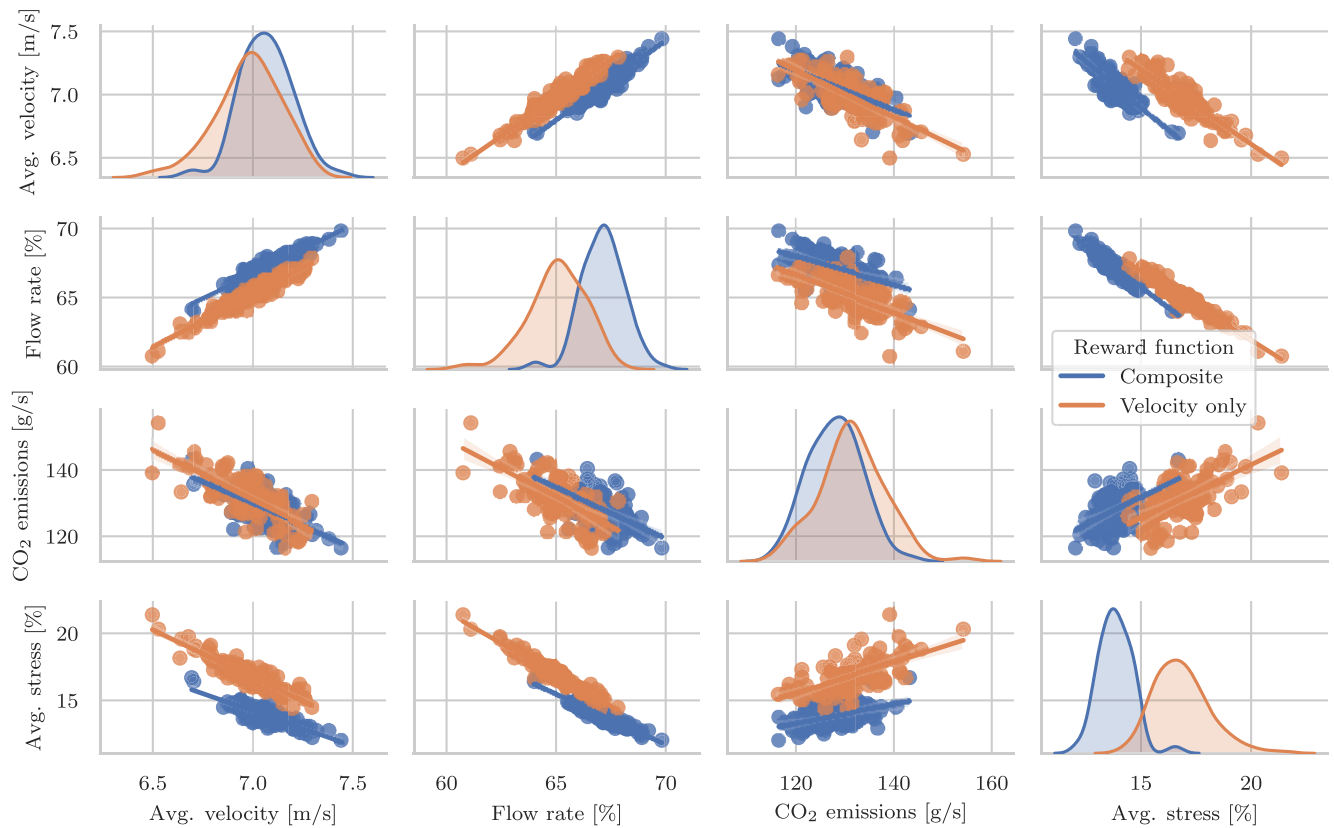 Avg. velocity [m/s]
7.5
7.0
6.5
Flow rate [%]
70
65
60
Reward function
Composite
Velocity only
CO₂ emissions [g/s]
140
120
Avg. stress [%]
20
15
6.5 7.0 7.5 60 65 70 120 140 160 15 20
Avg. velocity [m/s] Flow rate [%] CO₂ emissions [g/s] Avg. stress [%]